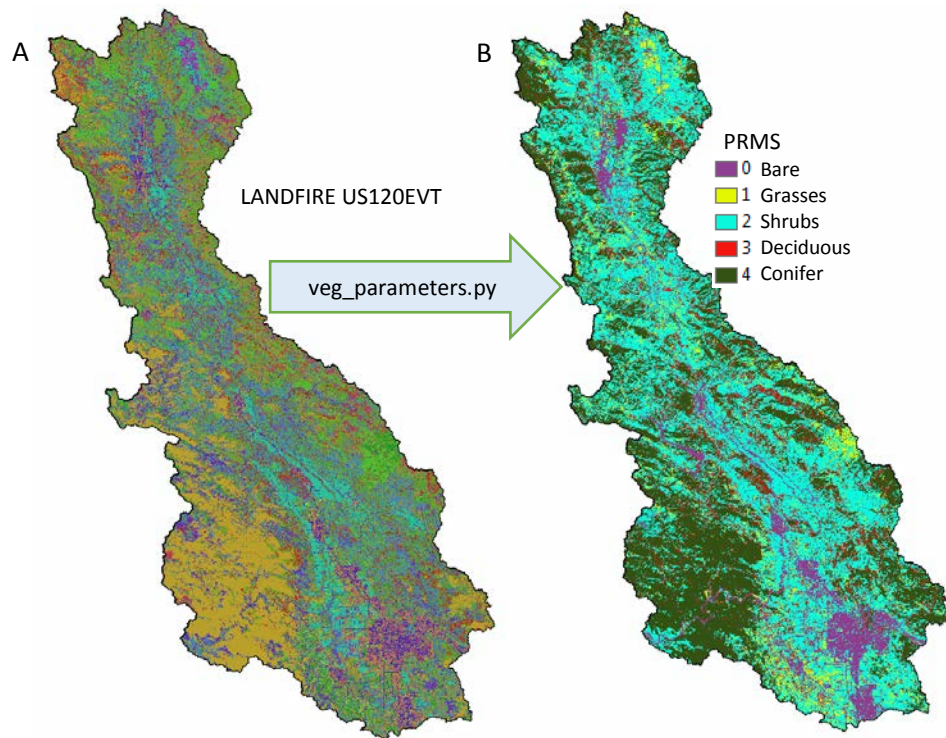 A
B
LANDFIRE US120EVT
veg_parameters.py
PRMS
0 Bare
1 Grasses
2 Shrubs
3 Deciduous
4 Conifer